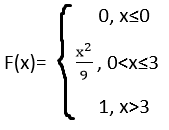 0, x≤0
F(x)= x²/9, 0<x≤3
1, x>3